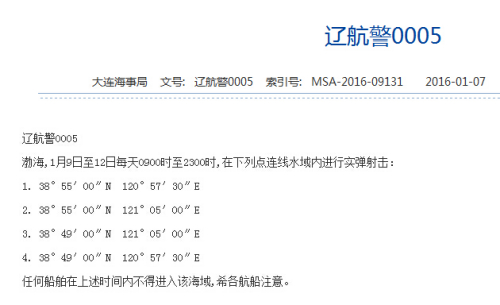 辽航警0005
大连海事局 文号: 辽航警0005 索引号: MSA-2016-09131 2016-01-07
辽航警0005
渤海,1月9日至12日每天0900时至2300时,在下列点连线水域内进行实弹射击:
1. 38°55′00″N 120°57′30″E
2. 38°55′00″N 121°05′00″E
3. 38°49′00″N 121°05′00″E
4. 38°49′00″N 120°57′30″E
任何船舶在上述时间内不得进入该海域,希各航船注意。